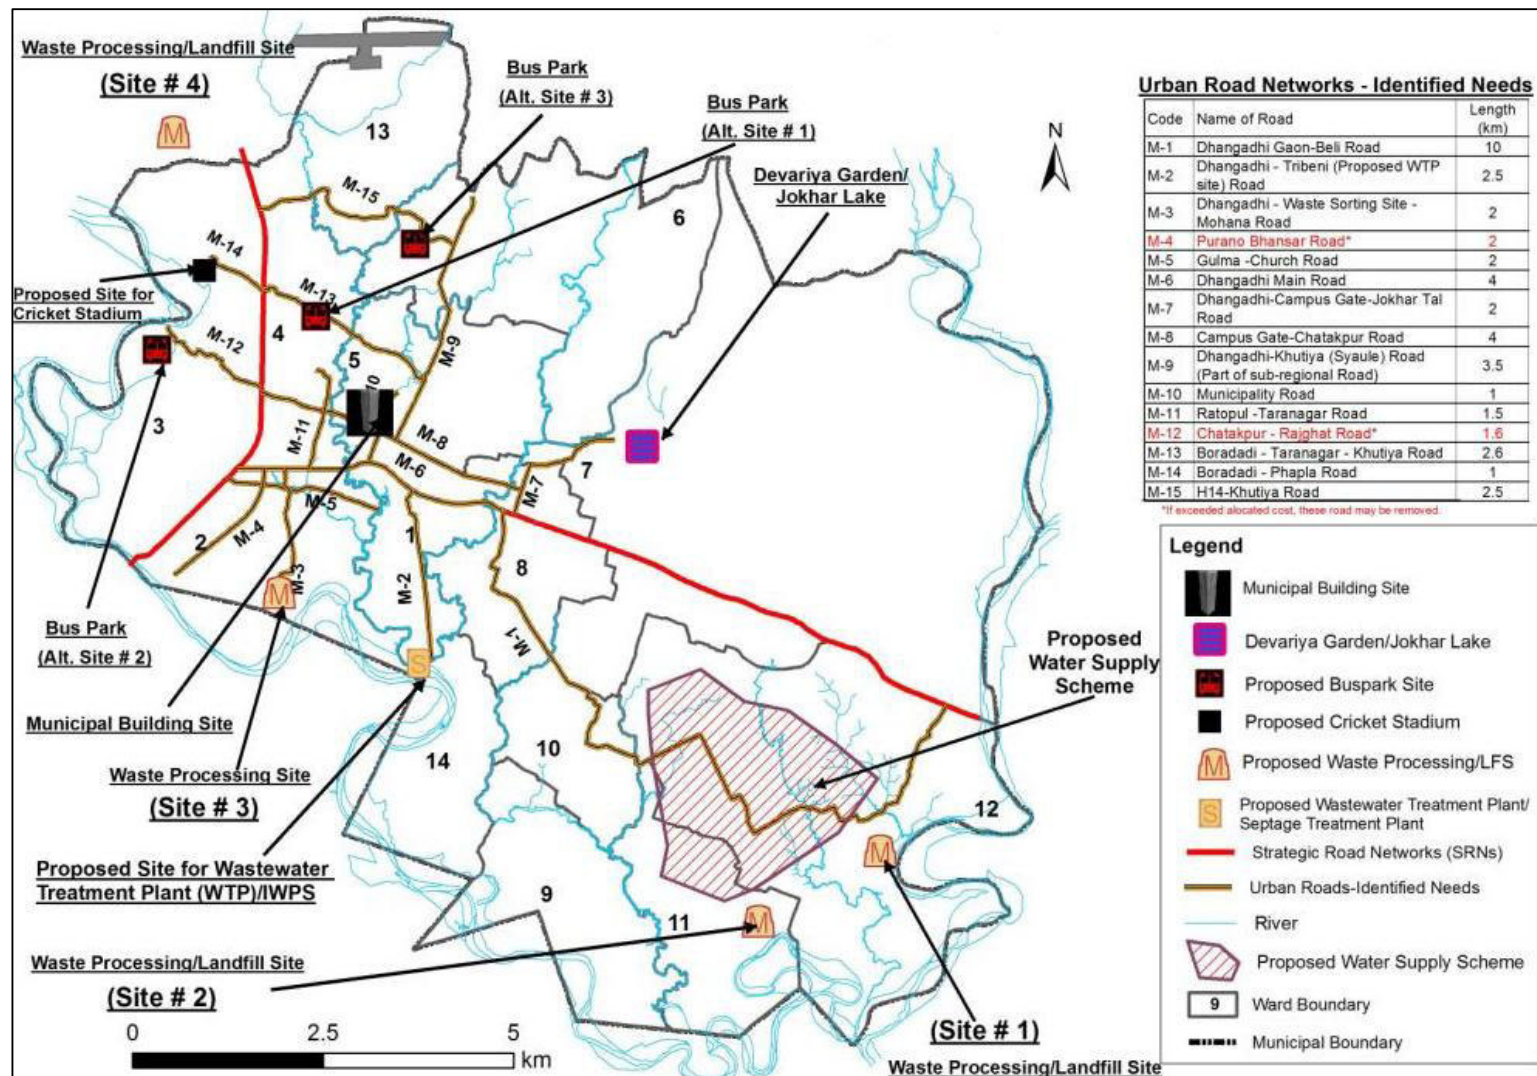 Waste Processing/Landfill Site
(Site # 4)
Bus Park
(Alt. Site # 3)
Bus Park
(Alt. Site # 1)
Devariya Garden/
Jokhar Lake
N
13
6
M-15
M-14
M-13
Proposed Site for
Cricket Stadium
4
M-12
5
M-9
10
3
M-11
M-8
M-6
7
M-7
M-5
2
M-4
1
8
M-3
M-2
M-1
Bus Park
(Alt. Site # 2)
Municipal Building Site
Proposed
Water Supply
Scheme
Waste Processing Site
(Site # 3)
14
10
12
Proposed Site for Wastewater
Treatment Plant (WTP)/IWPS
9
11
Waste Processing/Landfill Site
(Site # 2)
(Site # 1)
Waste Processing/Landfill Site
0 2.5 5
km
Urban Road Networks - Identified Needs
Code Name of Road Length
(km)
M-1 Dhangadhi Gaon-Beli Road 10
M-2 Dhangadhi - Tribeni (Proposed WTP
site) Road 2.5
M-3 Dhangadhi - Waste Sorting Site -
Mohana Road 2
M-4 Purano Bhansar Road* 2
M-5 Gulma -Church Road 2
M-6 Dhangadhi Main Road 4
M-7 Dhangadhi-Campus Gate-Jokhar Tal
Road 2
M-8 Campus Gate-Chatakpur Road 4
M-9 Dhangadhi-Khutiya (Syaule) Road
(Part of sub-regional Road) 3.5
M-10 Municipality Road 1
M-11 Ratopul -Taranagar Road 1.5
M-12 Chatakpur - Rajghat Road* 1.6
M-13 Boradadi - Taranagar - Khutiya Road 2.6
M-14 Boradadi - Phapla Road 1
M-15 H14-Khutiya Road 2.5
*If exceeded alocated cost, these road may be removed.
Legend
Municipal Building Site
Devariya Garden/Jokhar Lake
Proposed Buspark Site
Proposed Cricket Stadium
M Proposed Waste Processing/LFS
S Proposed Wastewater Treatment Plant/
Septage Treatment Plant
Strategic Road Networks (SRNs)
Urban Roads-Identified Needs
River
Proposed Water Supply Scheme
9 Ward Boundary
Municipal Boundary